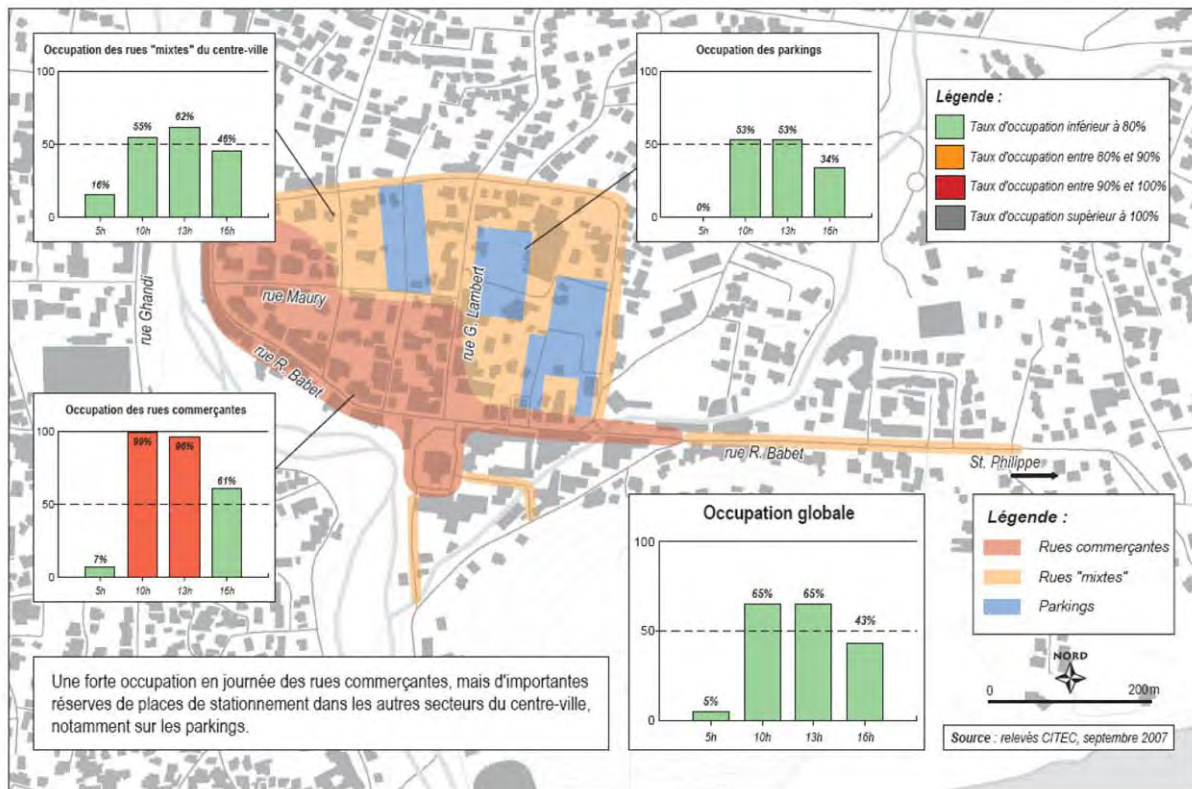 Occupation des rues "mixtes" du centre-ville
100
50
0
16%
55%
62%
46%
5h
10h
13h
16h
Occupation des parkings
100
50
0
0%
53%
53%
34%
5h
10h
13h
16h
Légende :
Taux d'occupation inférieur à 80%
Taux d'occupation entre 80% et 90%
Taux d'occupation entre 90% et 100%
Taux d'occupation supérieur à 100%
rue Ghandi
rue Maury
rue G. Lambert
rue R. Babet
Occupation des rues commerçantes
100
50
0
7%
99%
96%
61%
5h
10h
13h
16h
rue R. Babet
St. Philippe
Occupation globale
100
50
0
5%
65%
65%
43%
5h
10h
13h
16h
Légende :
Rues commerçantes
Rues "mixtes"
Parkings
NORD
0
200 m
Une forte occupation en journée des rues commerçantes, mais d'importantes
réserves de places de stationnement dans les autres secteurs du centre-ville,
notamment sur les parkings.
Source : relevés CITEC, septembre 2007